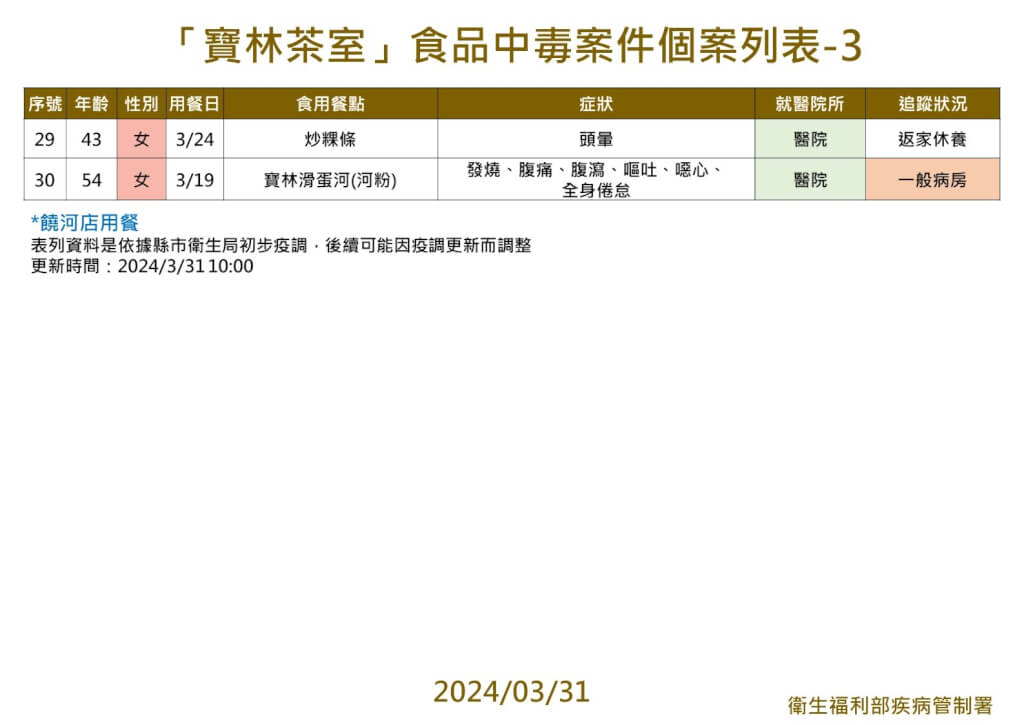 「寶林茶室」食品中毒案件個案列表-3
序號 年齡 性別 用餐日 食用餐點 症狀 就醫院所 追蹤狀況
29 43 女 3/24 炒粿條 頭暈 醫院 返家休養
30 54 女 3/19 寶林滑蛋河(河粉) 發燒、腹痛、腹瀉、嘔吐、噁心、
全身倦怠 醫院 一般病房
*饒河店用餐
表列資料是依據縣市衛生局初步疫調，後續可能因疫調更新而調整
更新時間：2024/3/31 10:00
2024/03/31
衛生福利部疾病管制署